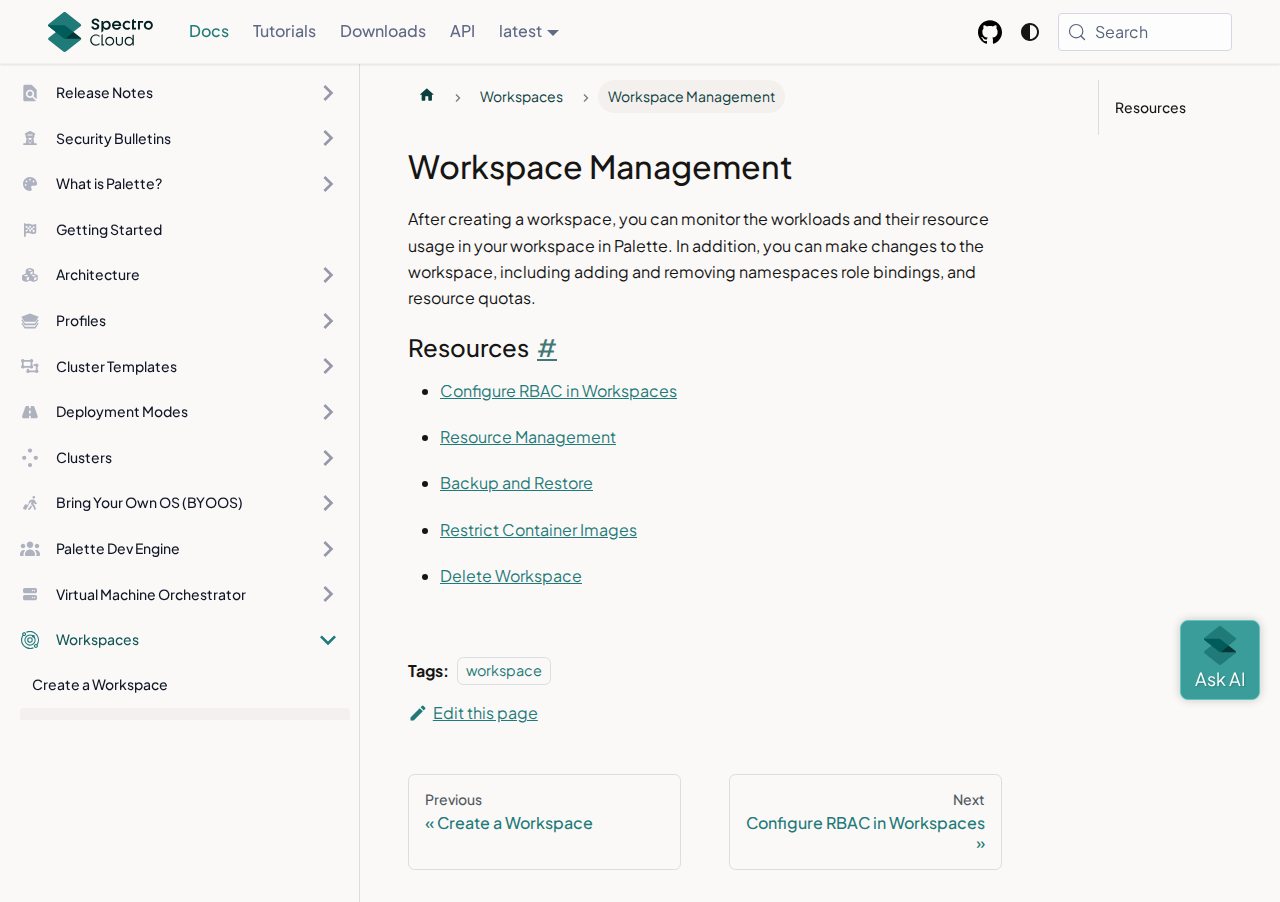 Spectro
Cloud
Docs
Tutorials
Downloads
API
latest
Search
Release Notes
Security Bulletins
What is Palette?
Getting Started
Architecture
Profiles
Cluster Templates
Deployment Modes
Clusters
Bring Your Own OS (BYOOS)
Palette Dev Engine
Virtual Machine Orchestrator
Workspaces
Create a Workspace
Workspaces
Workspace Management
Workspace Management
After creating a workspace, you can monitor the workloads and their resource
usage in your workspace in Palette. In addition, you can make changes to the
workspace, including adding and removing namespaces role bindings, and
resource quotas.
Resources #
Configure RBAC in Workspaces
Resource Management
Backup and Restore
Restrict Container Images
Delete Workspace
Tags: workspace
Edit this page
Previous
« Create a Workspace
Next
Configure RBAC in Workspaces
»
Resources
Ask AI